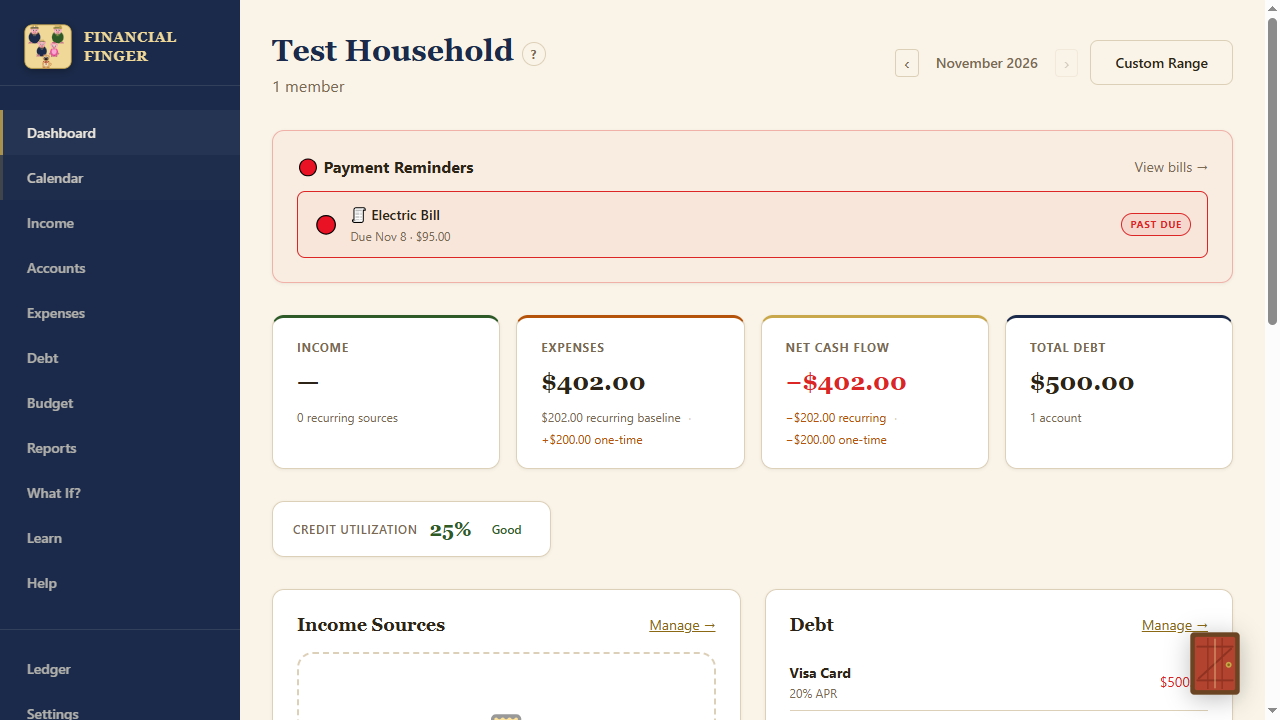 FINANCIAL
FINGER
Dashboard
Calendar
Income
Accounts
Expenses
Debt
Budget
Reports
What If?
Learn
Help
Ledger
Settings
Test Household ?
1 member
‹ November 2026 › Custom Range
Payment Reminders View bills →
Electric Bill
Due Nov 8 · $95.00
PAST DUE
INCOME
—
0 recurring sources
EXPENSES
$402.00
$202.00 recurring baseline ·
+$200.00 one-time
NET CASH FLOW
−$402.00
−$202.00 recurring ·
−$200.00 one-time
TOTAL DEBT
$500.00
1 account
CREDIT UTILIZATION 25% Good
Income Sources Manage →
Debt Manage →
Visa Card
20% APR
$500